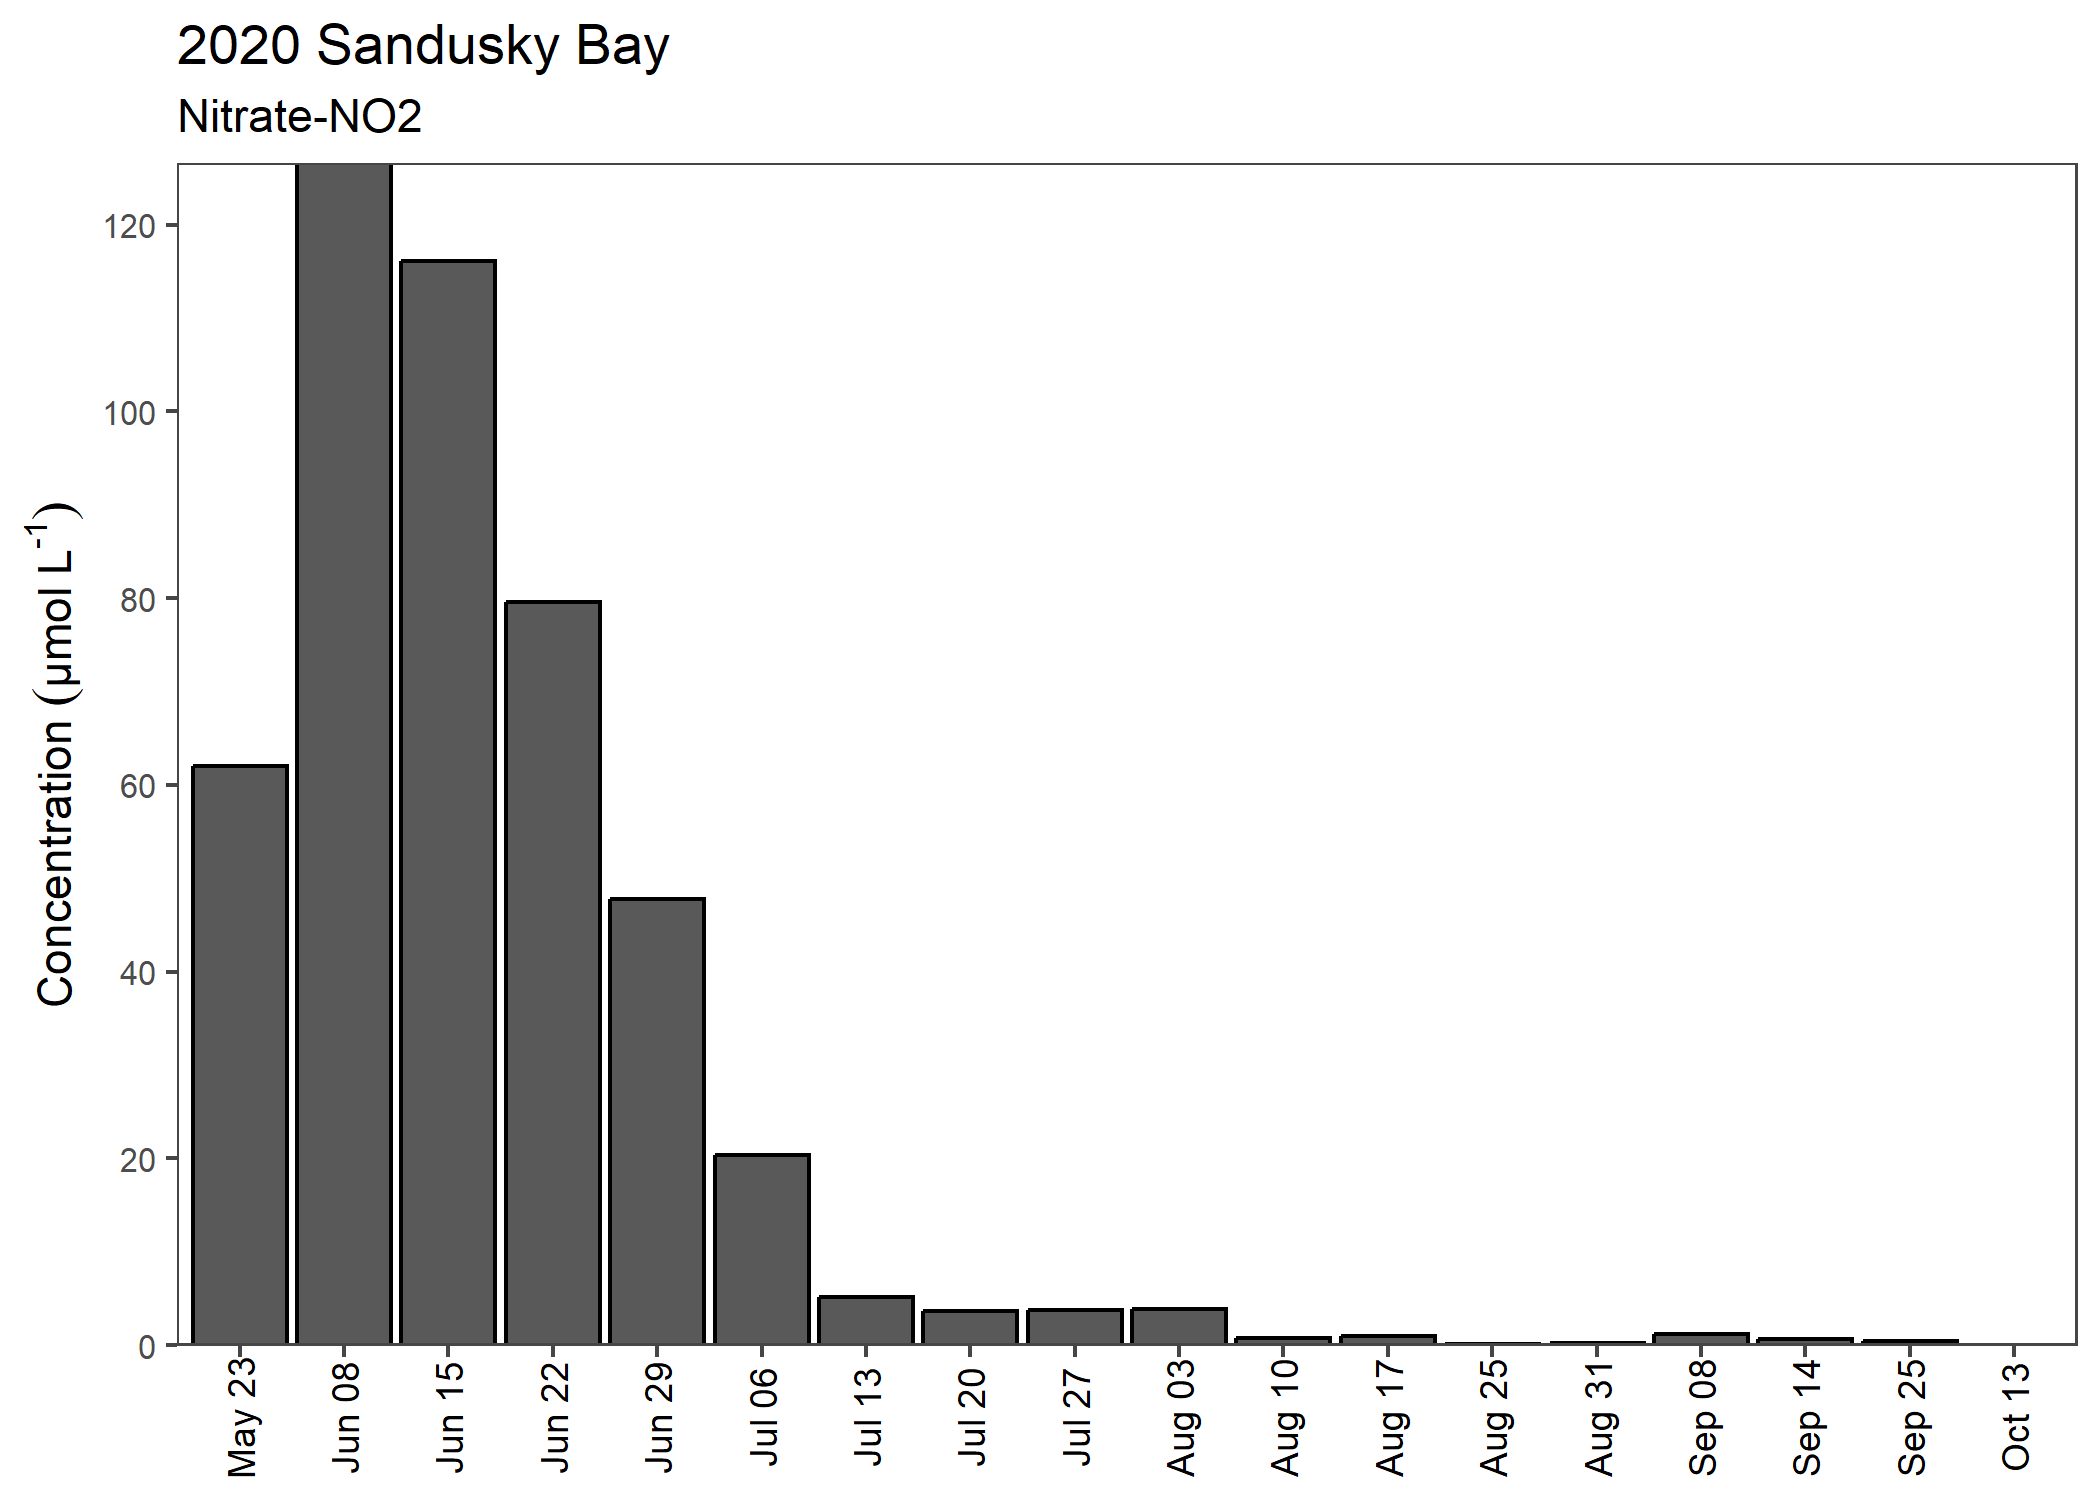 2020 Sandusky Bay
Nitrate-NO2
Concentration (µmol L⁻¹)
120
100
80
60
40
20
0
May 23
Jun 08
Jun 15
Jun 22
Jun 29
Jul 06
Jul 13
Jul 20
Jul 27
Aug 03
Aug 10
Aug 17
Aug 25
Aug 31
Sep 08
Sep 14
Sep 25
Oct 13